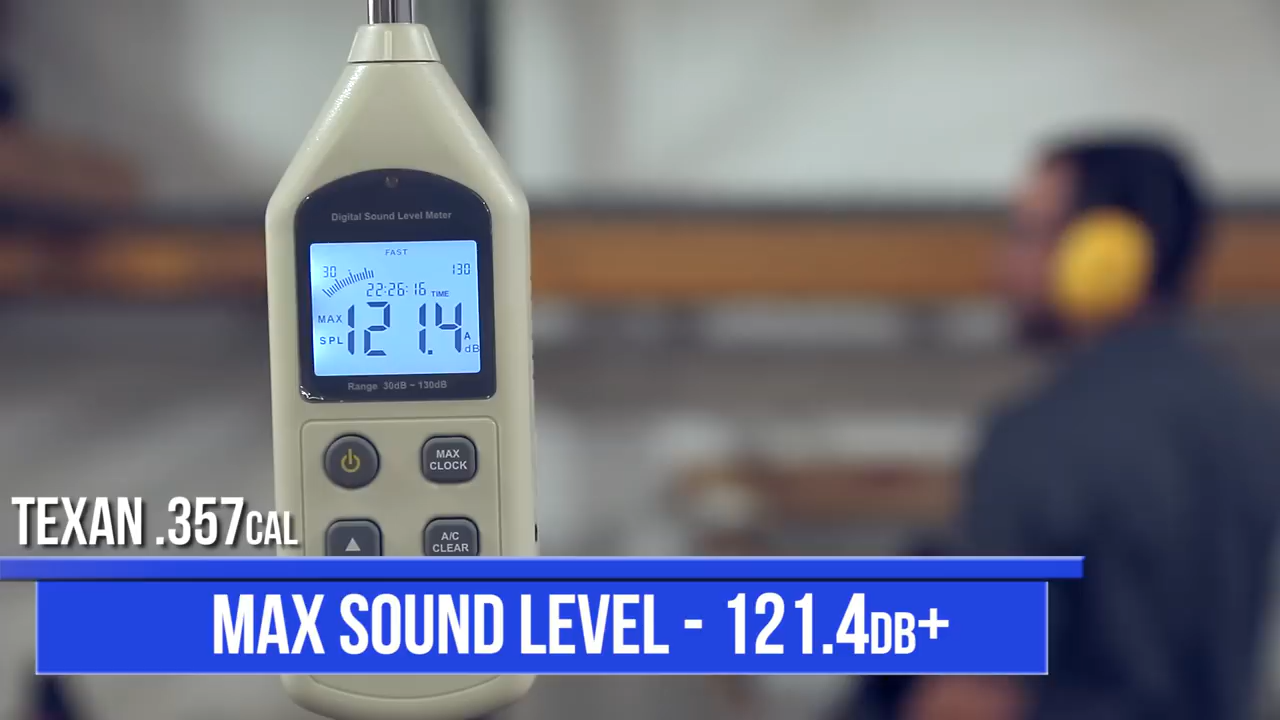 Digital Sound Level Meter
FAST
30 130
22:26:16 TIME
MAX
SPL 121.4 A
dB
Range 30dB ~ 130dB
MAX
CLOCK
A/C
CLEAR
TEXAN .357CAL
MAX SOUND LEVEL - 121.4DB+